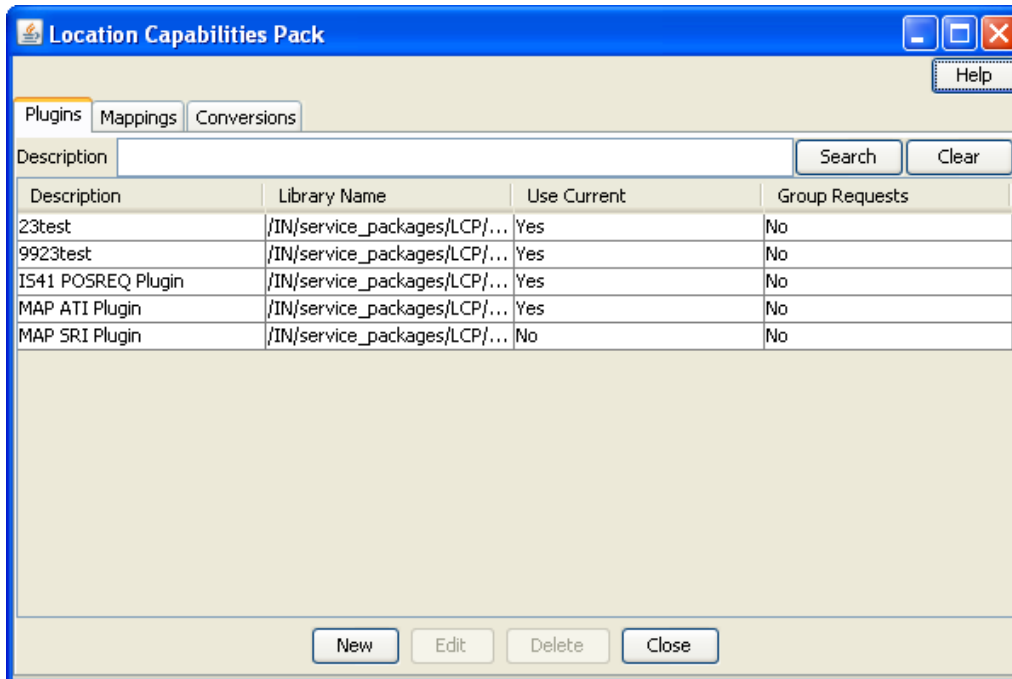 Location Capabilities Pack
Help
Plugins Mappings Conversions
Description Search Clear
Description Library Name Use Current Group Requests
23test /IN/service_packages/LCP/... Yes No
9923test /IN/service_packages/LCP/... Yes No
IS41 POSREQ Plugin /IN/service_packages/LCP/... Yes No
MAP ATI Plugin /IN/service_packages/LCP/... Yes No
MAP SRI Plugin /IN/service_packages/LCP/... No No
New Edit Delete Close